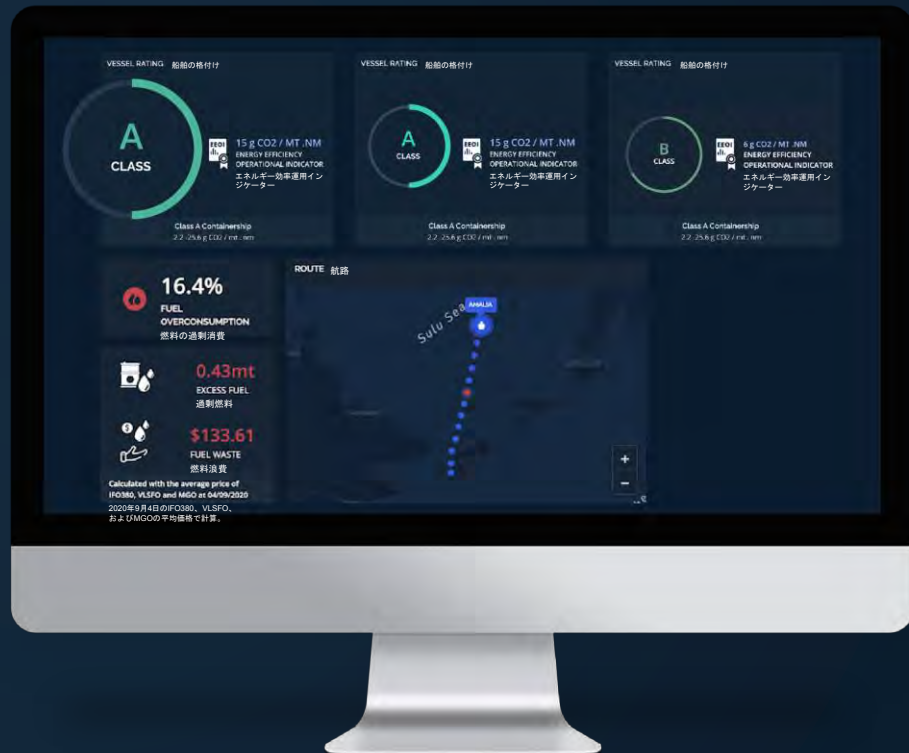 VESSEL RATING 船舶の格付け
A
CLASS
EEOI
15 g CO2 / MT .NM
ENERGY EFFICIENCY
OPERATIONAL INDICATOR
エネルギー効率運用イン
ジケーター
Class A Containership
2.2 -25.6 g CO2 / mt . nm
VESSEL RATING 船舶の格付け
A
CLASS
EEOI
15 g CO2 / MT .NM
ENERGY EFFICIENCY
OPERATIONAL INDICATOR
エネルギー効率運用イン
ジケーター
Class A Containership
2.2 -25.6 g CO2 / mt . nm
VESSEL RATING 船舶の格付け
B
CLASS
EEOI
6 g CO2 / MT .NM
ENERGY EFFICIENCY
OPERATIONAL INDICATOR
エネルギー効率運用イン
ジケーター
Class A Containership
2.2 -25.6 g CO2 / mt . nm
16.4%
FUEL
OVERCONSUMPTION
燃料の過剰消費
0.43mt
EXCESS FUEL
過剰燃料
$133.61
FUEL WASTE
燃料浪費
Calculated with the average price of
IFO380, VLSFO and MGO at 04/09/2020
2020年9月4日のIFO380、VLSFO、
およびMGOの平均価格で計算。
ROUTE 航路
AMALIA
Sulu Sea
+
−